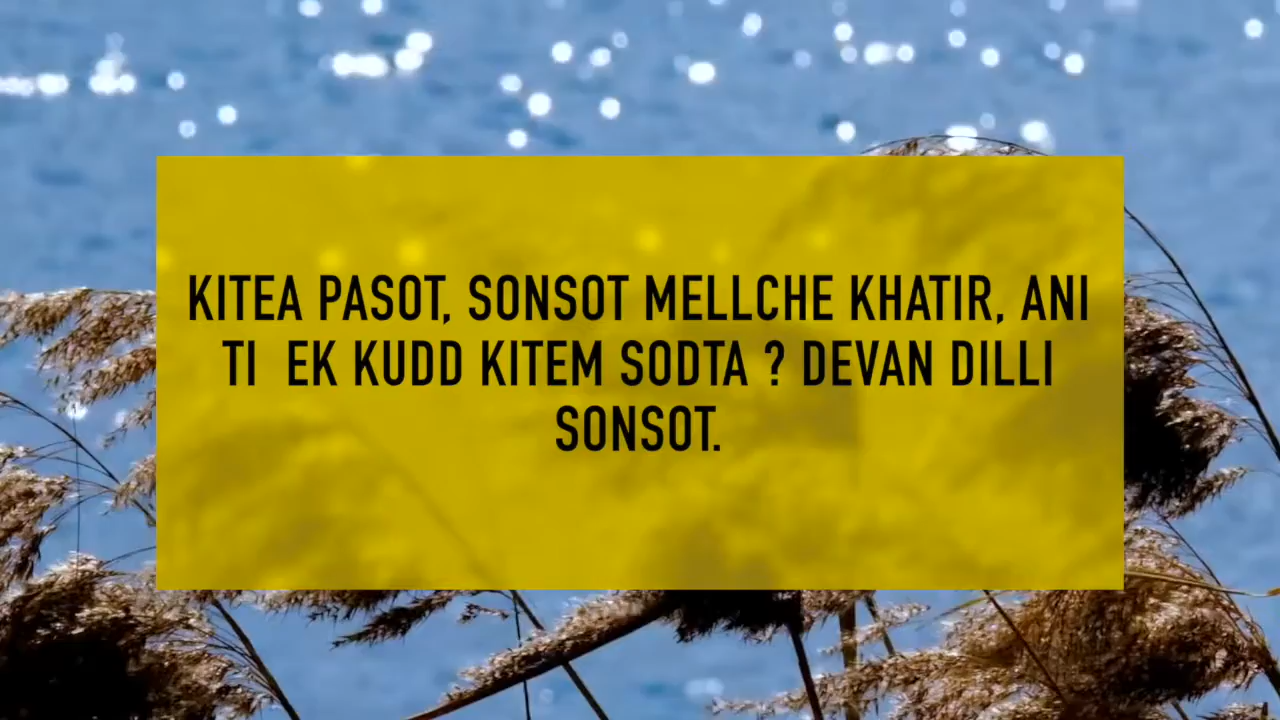 KITEA PASOT, SONSOT MELLCHE KHATIR, ANI
TI EK KUDD KITEM SODTA ? DEVAN DILLI
SONSOT.